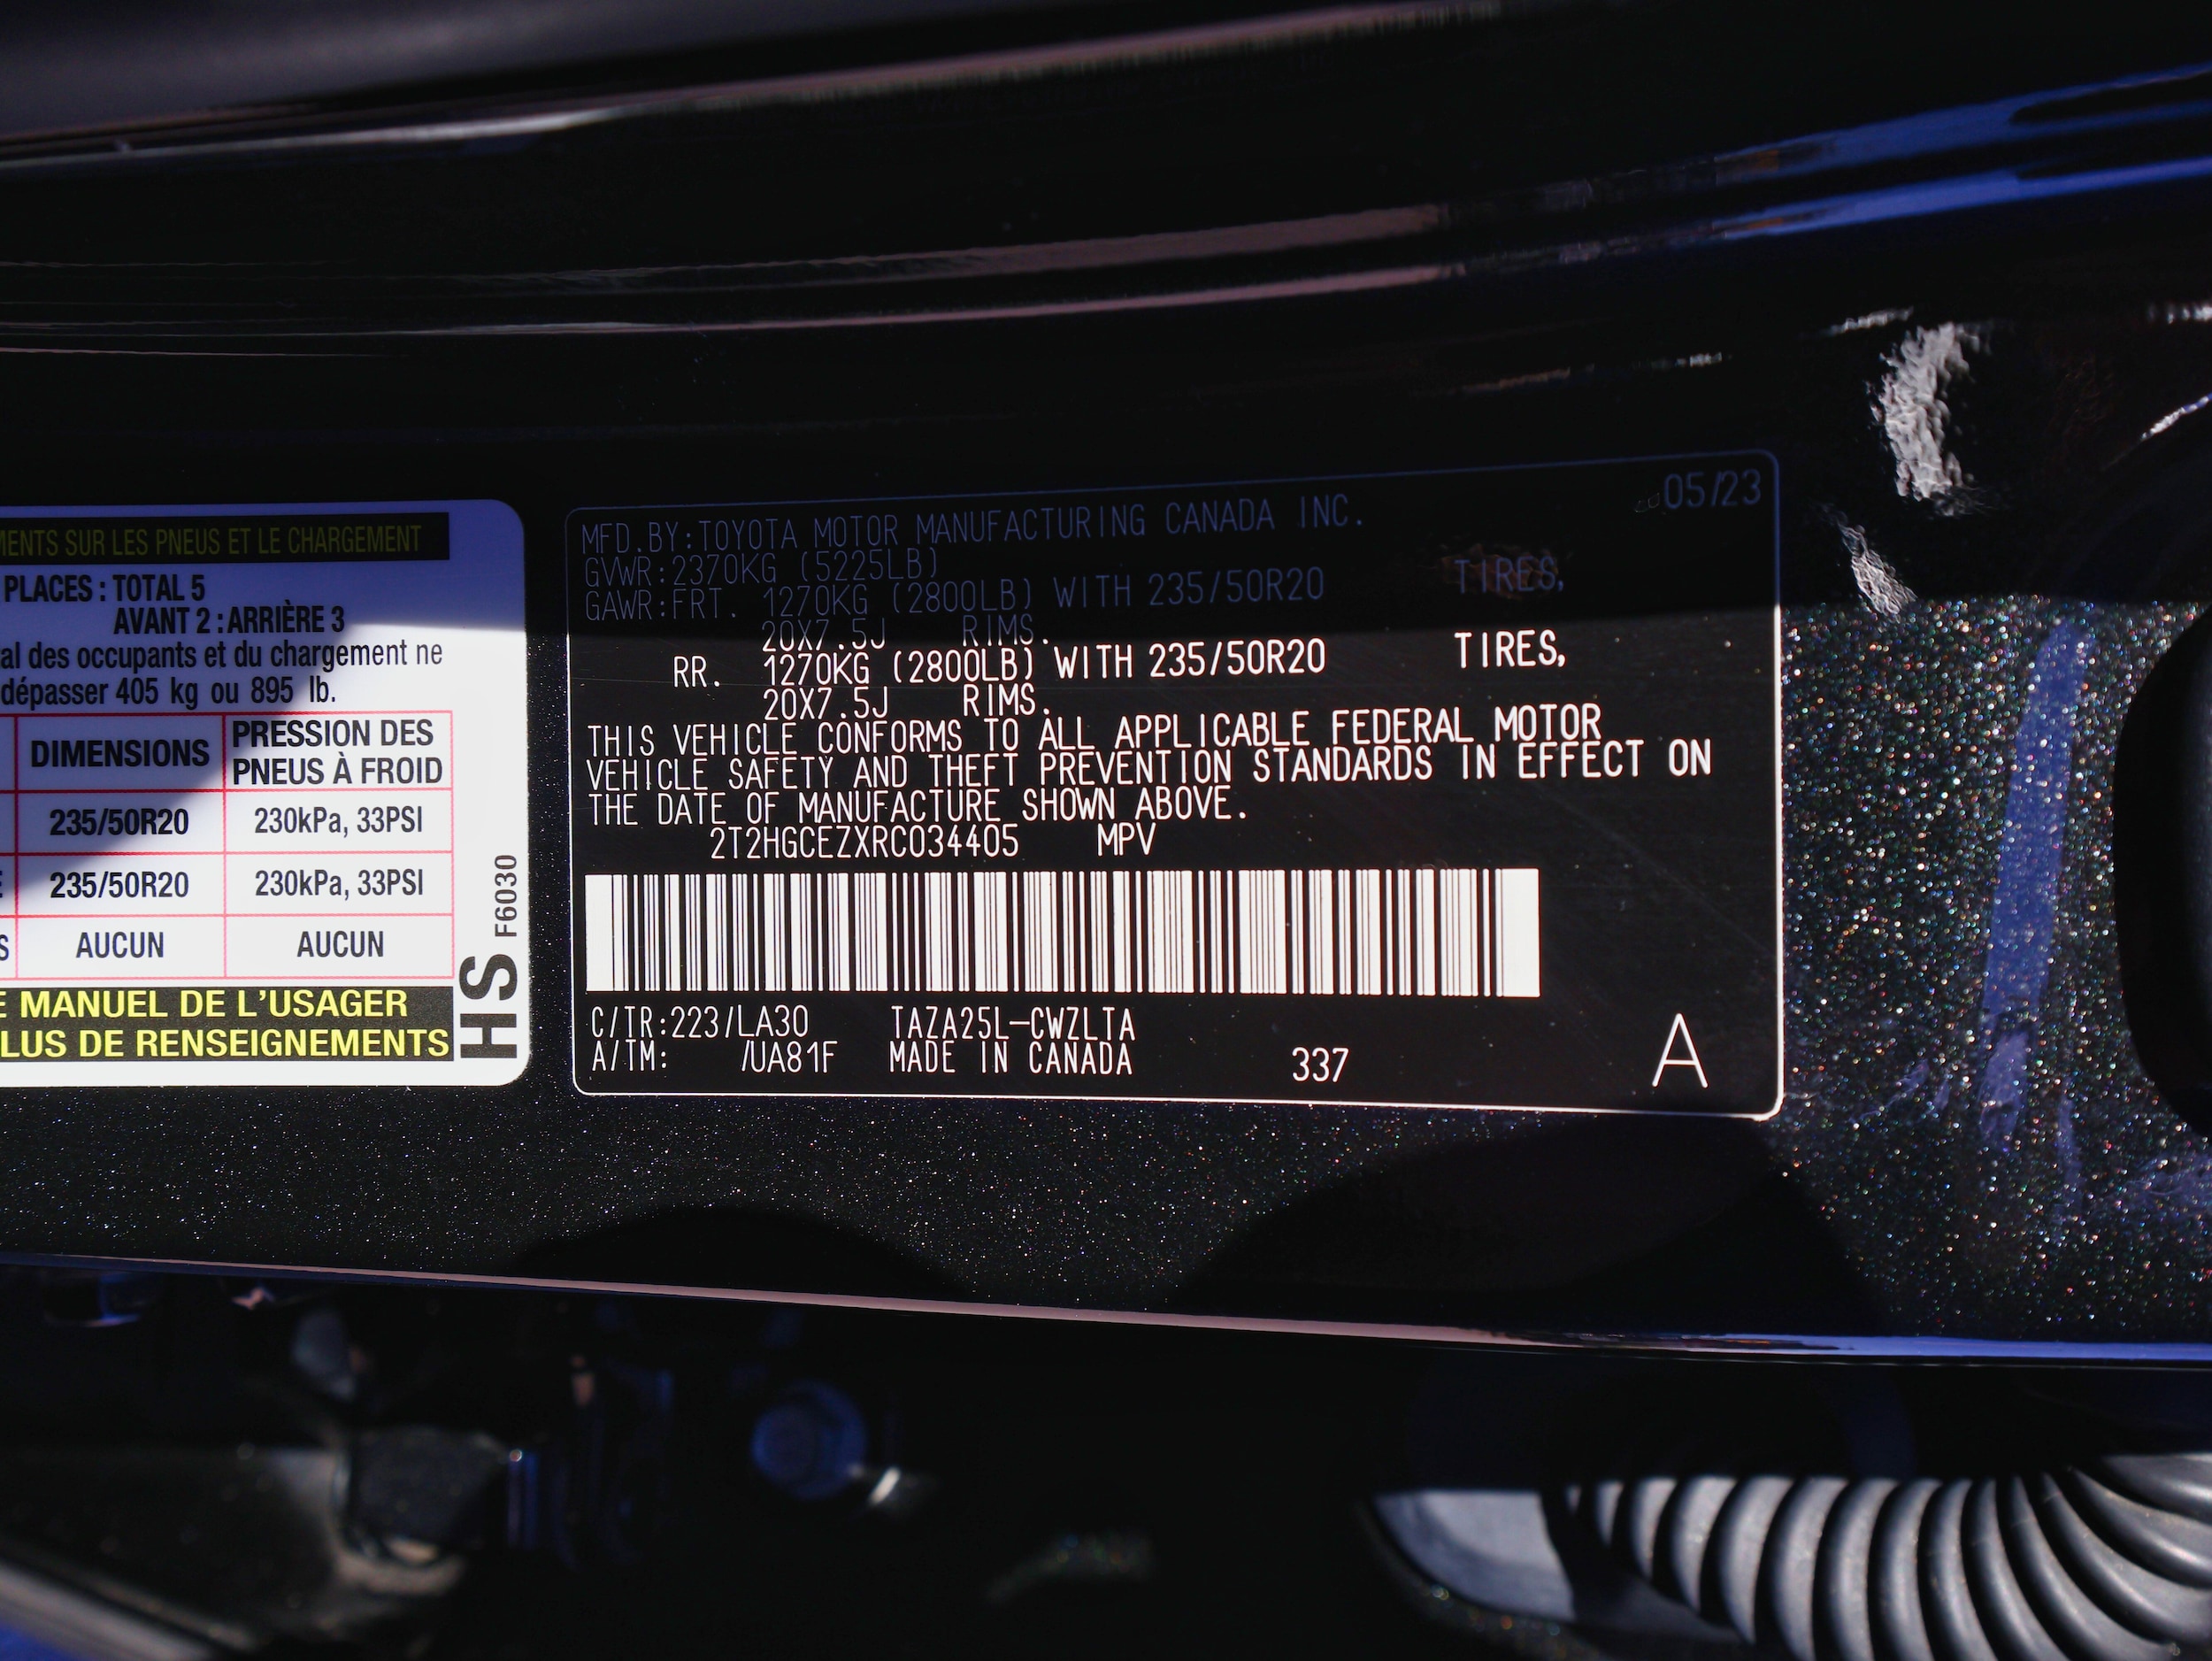 MENTS SUR LES PNEUS ET LE CHARGEMENT
PLACES : TOTAL 5
AVANT 2 : ARRIÈRE 3
al des occupants et du chargement ne
dépasser 405 kg ou 895 lb.
DIMENSIONS
PRESSION DES
PNEUS À FROID
235/50R20
230kPa, 33PSI
E 235/50R20
230kPa, 33PSI
S AUCUN
AUCUN
E MANUEL DE L'USAGER
LUS DE RENSEIGNEMENTS
HS F6030
05/23
MFD.BY:TOYOTA MOTOR MANUFACTURING CANADA INC.
GVWR:2370KG (5225LB)
GAWR:FRT. 1270KG (2800LB) WITH 235/50R20 TIRES,
20X7.5J RIMS.
RR. 1270KG (2800LB) WITH 235/50R20 TIRES,
20X7.5J RIMS.
THIS VEHICLE CONFORMS TO ALL APPLICABLE FEDERAL MOTOR
VEHICLE SAFETY AND THEFT PREVENTION STANDARDS IN EFFECT ON
THE DATE OF MANUFACTURE SHOWN ABOVE.
2T2HGCEZXRC034405 MPV
C/TR:223/LA30 TAZA25L-CWZLTA
A/TM: /UA81F MADE IN CANADA 337 A